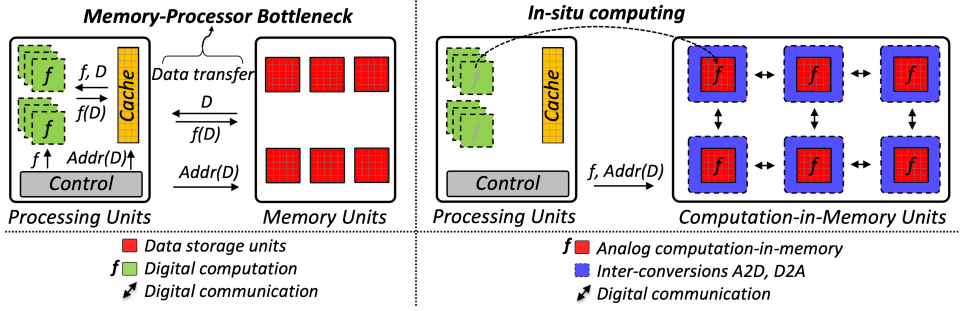 Memory-Processor Bottleneck
Data transfer
f
f
f, D
f(D)
Cache
f
Addr(D)
Control
Processing Units
D
f(D)
Addr(D)
Memory Units
Data storage units
f Digital computation
Digital communication
In-situ computing
f
f
Cache
Control
Processing Units
f, Addr(D)
f f f
f f f
Computation-in-Memory Units
f Analog computation-in-memory
Inter-conversions A2D, D2A
Digital communication